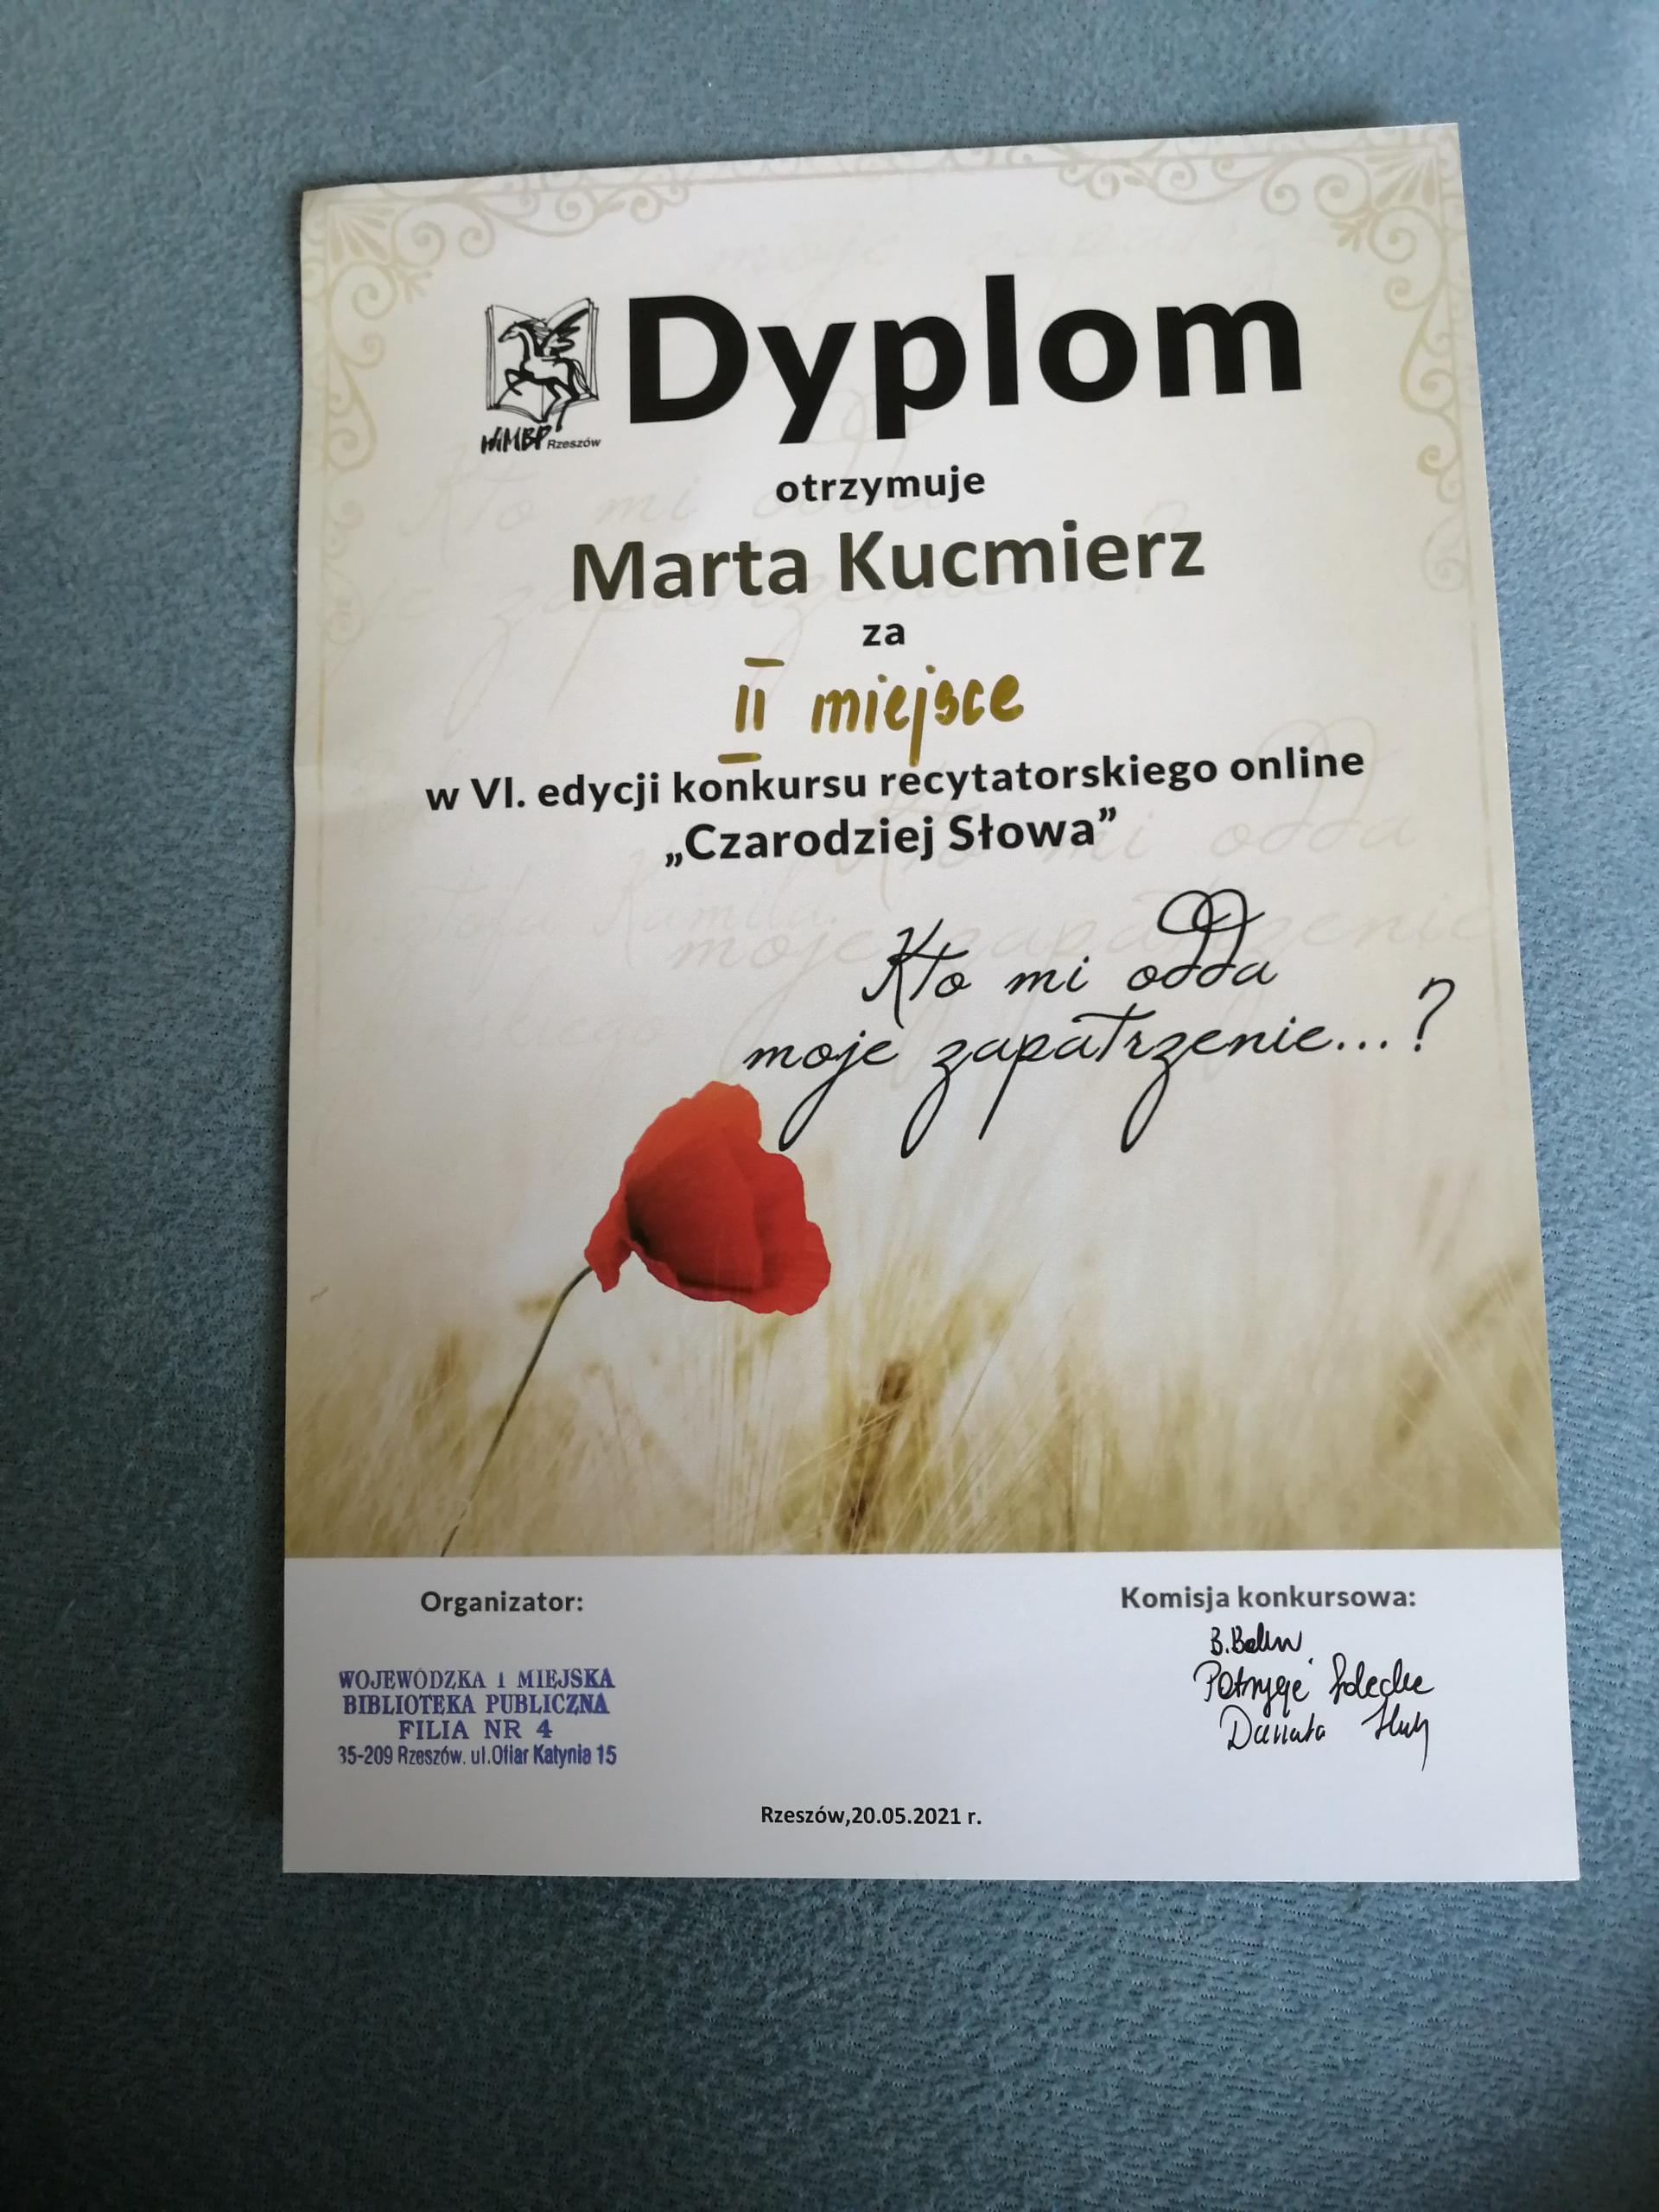 Dyplom
WiMBP Rzeszów
otrzymuje
Marta Kucmierz
za
II miejsce
w VI. edycji konkursu recytatorskiego online
„Czarodziej Słowa”
Kto mi odda
moje zapatrzenie...?
Organizator:
WOJEWÓDZKA I MIEJSKA
BIBLIOTEKA PUBLICZNA
FILIA NR 4
35-209 Rzeszów. ul.Ofiar Katynia 15
Komisja konkursowa:
B.
Danuta
Rzeszów,20.05.2021 r.